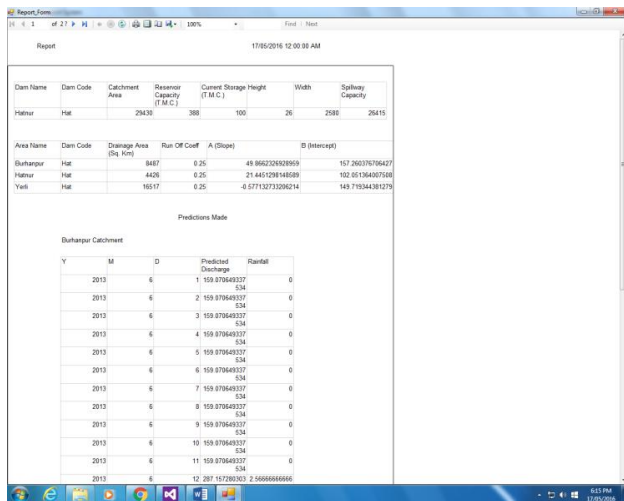 Report_Form
1 of 2? 100% Find | Next
Report 17/05/2016 12:00:00 AM
Dam Name Dam Code Catchment Area Reservoir Capacity (T.M.C.) Current Storage (T.M.C.) Height Width Spillway Capacity
Hatnur Hat 29430 388 100 26 2580 26415
Area Name Dam Code Drainage Area (Sq. Km) Run Off Coeff A (Slope) B (Intercept)
Burhanpur Hat 8487 0.25 49.8662326928959 157.260376706427
Hatnur Hat 4426 0.25 21.4451298148589 102.051364007508
Yerli Hat 16517 0.25 -0.577132733206214 149.719344381279
Predictions Made
Burhanpur Catchment
Y M D Predicted Discharge Rainfall
2013 6 1 159.070649337534 0
2013 6 2 159.070649337534 0
2013 6 3 159.070649337534 0
2013 6 4 159.070649337534 0
2013 6 5 159.070649337534 0
2013 6 6 159.070649337534 0
2013 6 7 159.070649337534 0
2013 6 8 159.070649337534 0
2013 6 9 159.070649337534 0
2013 6 10 159.070649337534 0
2013 6 11 159.070649337534 0
2013 6 12 287.157280303 2.56666666666
6:15 PM
17/05/2016